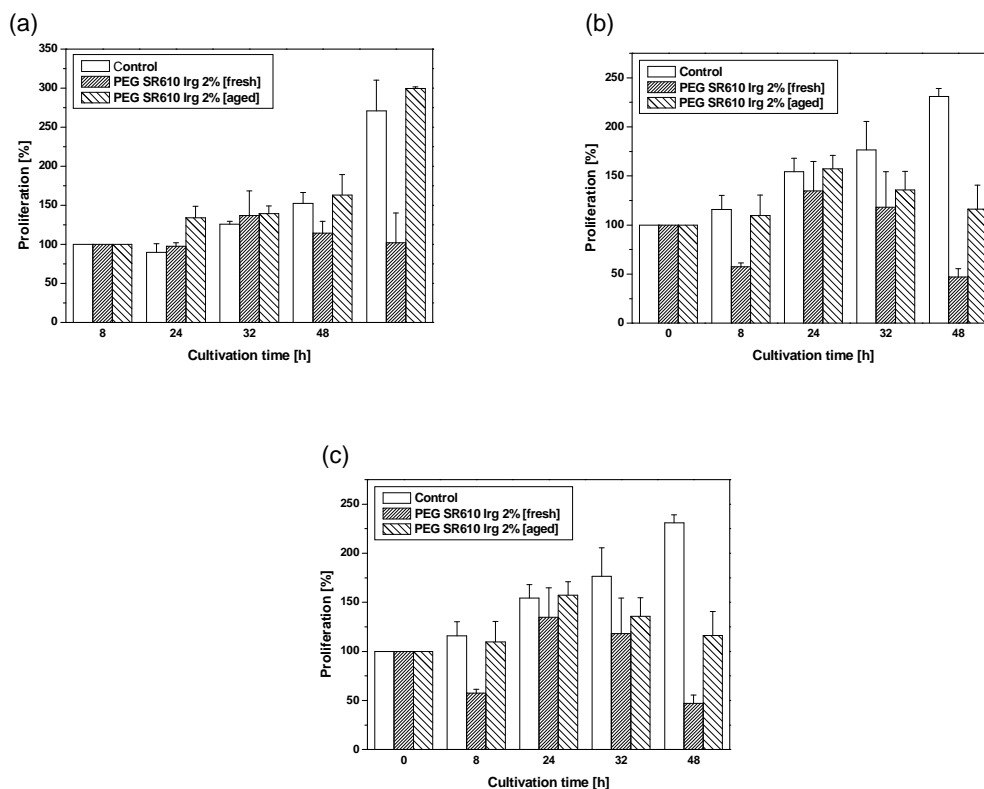 (a)
350
300
250
200
150
100
50
0
Proliferation [%]
Control
PEG SR610 Irg 2% [fresh]
PEG SR610 Irg 2% [aged]
8 24 32 48
Cultivation time [h]
(b)
250
200
150
100
50
0
Proliferation [%]
Control
PEG SR610 Irg 2% [fresh]
PEG SR610 Irg 2% [aged]
0 8 24 32 48
Cultivation time [h]
(c)
250
200
150
100
50
0
Proliferation [%]
Control
PEG SR610 Irg 2% [fresh]
PEG SR610 Irg 2% [aged]
0 8 24 32 48
Cultivation time [h]